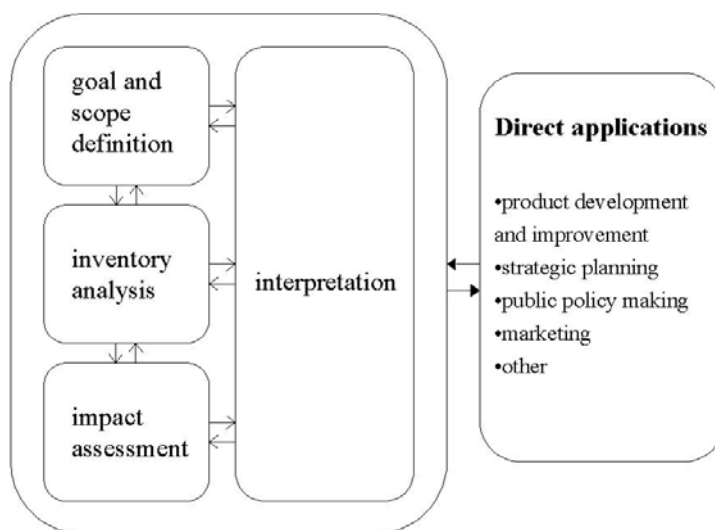 goal and
scope
definition
inventory
analysis
impact
assessment
interpretation
Direct applications
•product development
and improvement
•strategic planning
•public policy making
•marketing
•other